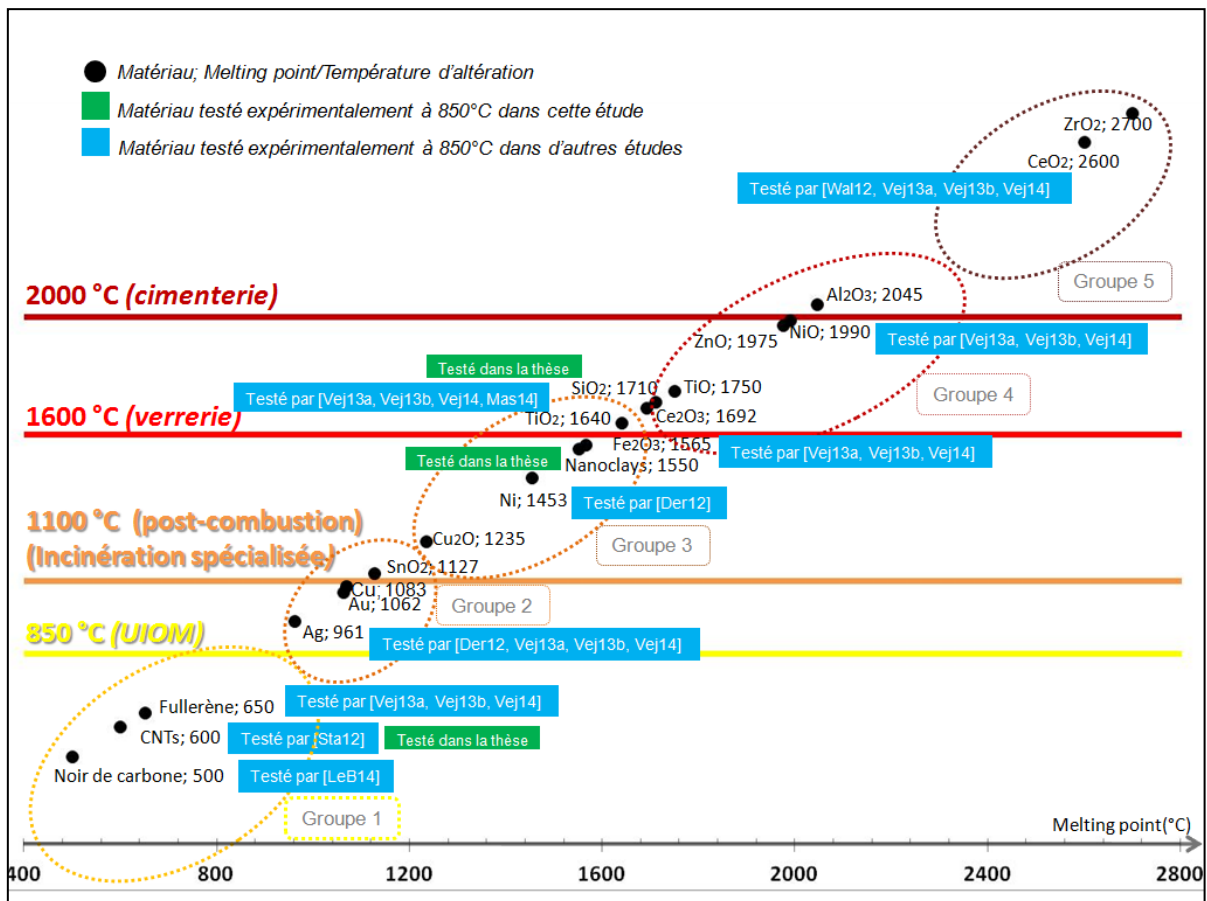 Matériau; Melting point/Température d'altération
Matériau testé expérimentalement à 850°C dans cette étude
Matériau testé expérimentalement à 850°C dans d'autres études
ZrO2; 2700
CeO2; 2600
Testé par [Wal12, Vej13a, Vej13b, Vej14]
Groupe 5
2000 °C (cimenterie)
Al2O3; 2045
ZnO; 1975
NiO; 1990
Testé par [Vej13a, Vej13b, Vej14]
Testé dans la thèse
SiO2; 1710
TiO; 1750
Groupe 4
Testé par [Vej13a, Vej13b, Vej14, Mas14]
1600 °C (verrerie)
TiO2; 1640
Ce2O3; 1692
Fe2O3; 1565
Testé par [Vej13a, Vej13b, Vej14]
Testé dans la thèse
Nanoclays; 1550
Ni; 1453
Testé par [Der12]
1100 °C (post-combustion)
(Incinération spécialisée)
Cu2O; 1235
Groupe 3
SnO2; 1127
Cu; 1083
Au; 1062
Groupe 2
850 °C (UIOM)
Ag; 961
Testé par [Der12, Vej13a, Vej13b, Vej14]
Fullerène; 650
Testé par [Vej13a, Vej13b, Vej14]
CNTs; 600
Testé par [Sta12]
Testé dans la thèse
Noir de carbone; 500
Testé par [LeB14]
Groupe 1
Melting point(°C)
400 800 1200 1600 2000 2400 2800